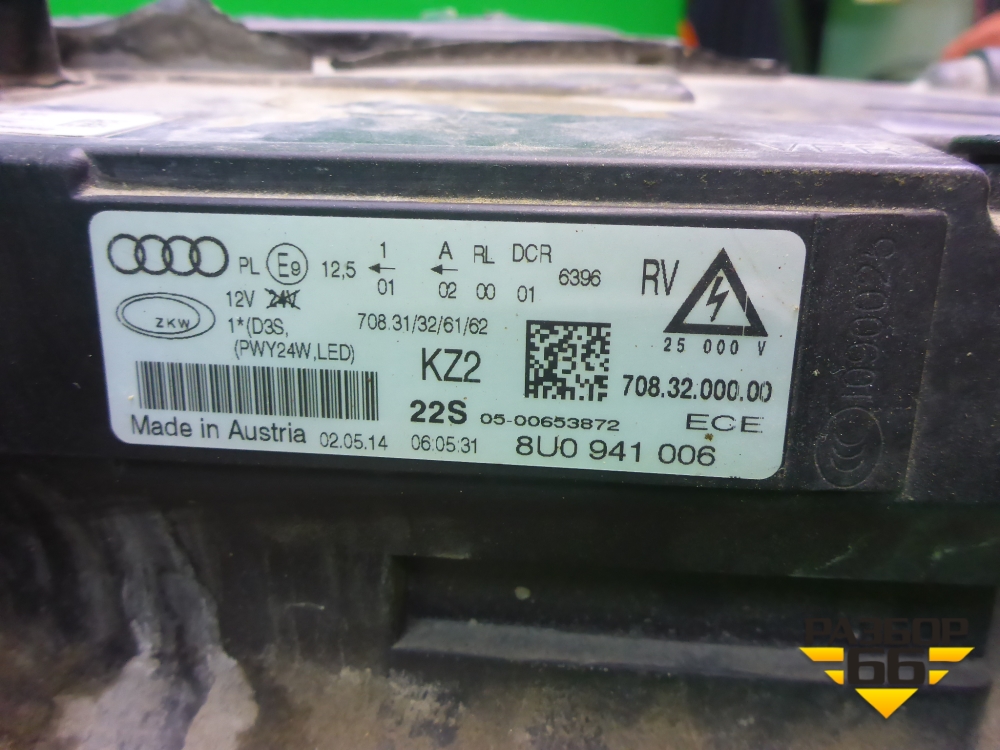 PL E9 12,5 1 A RL DCR 6396 RV
01 02 00 01
12V 24V
ZKW
1*(D3S, 708.31/32/61/62
(PWY24W,LED)
25 000 V
KZ2
708.32.000.00
22S 05-00653872 ECE
Made in Austria 02.05.14 06:05:31 8U0 941 006
РАЗБОР
66